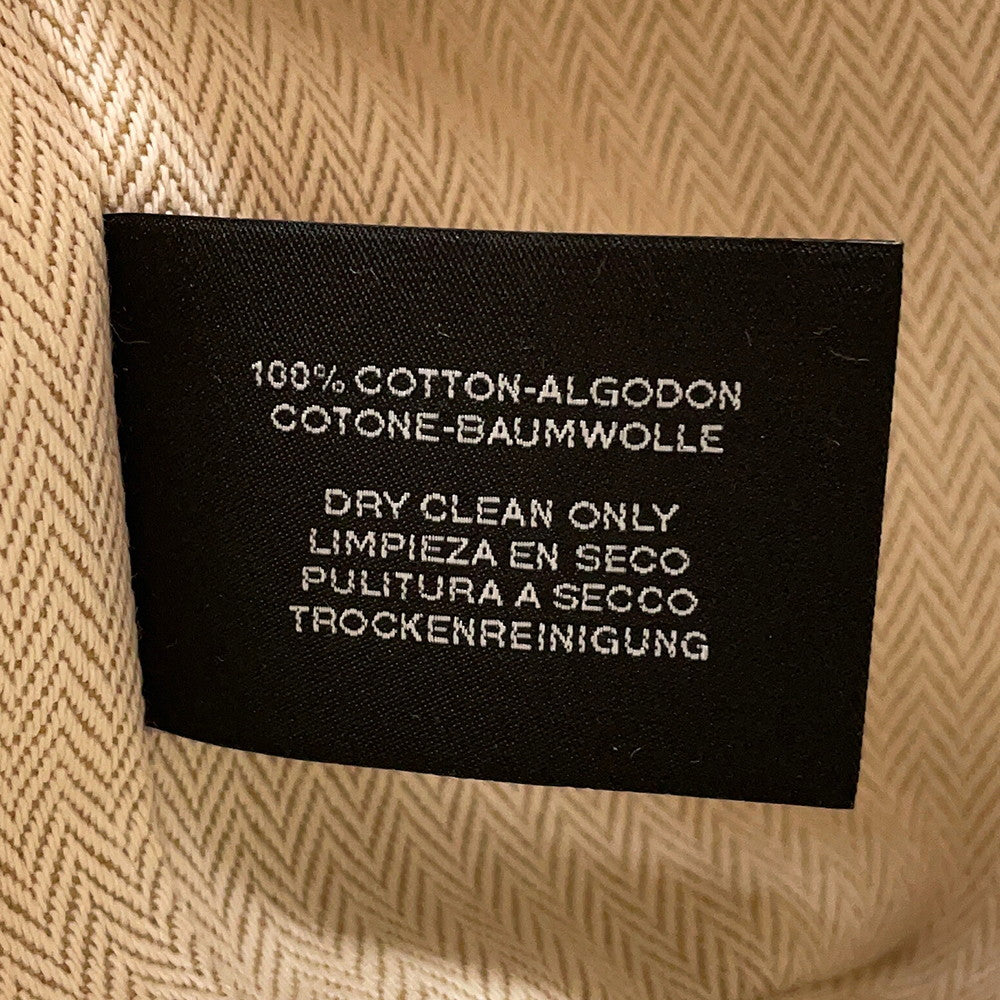 100% COTTON-ALGODON
COTONE-BAUMWOLLE
DRY CLEAN ONLY
LIMPIEZA EN SECO
PULITURA A SECCO
TROCKENREINIGUNG